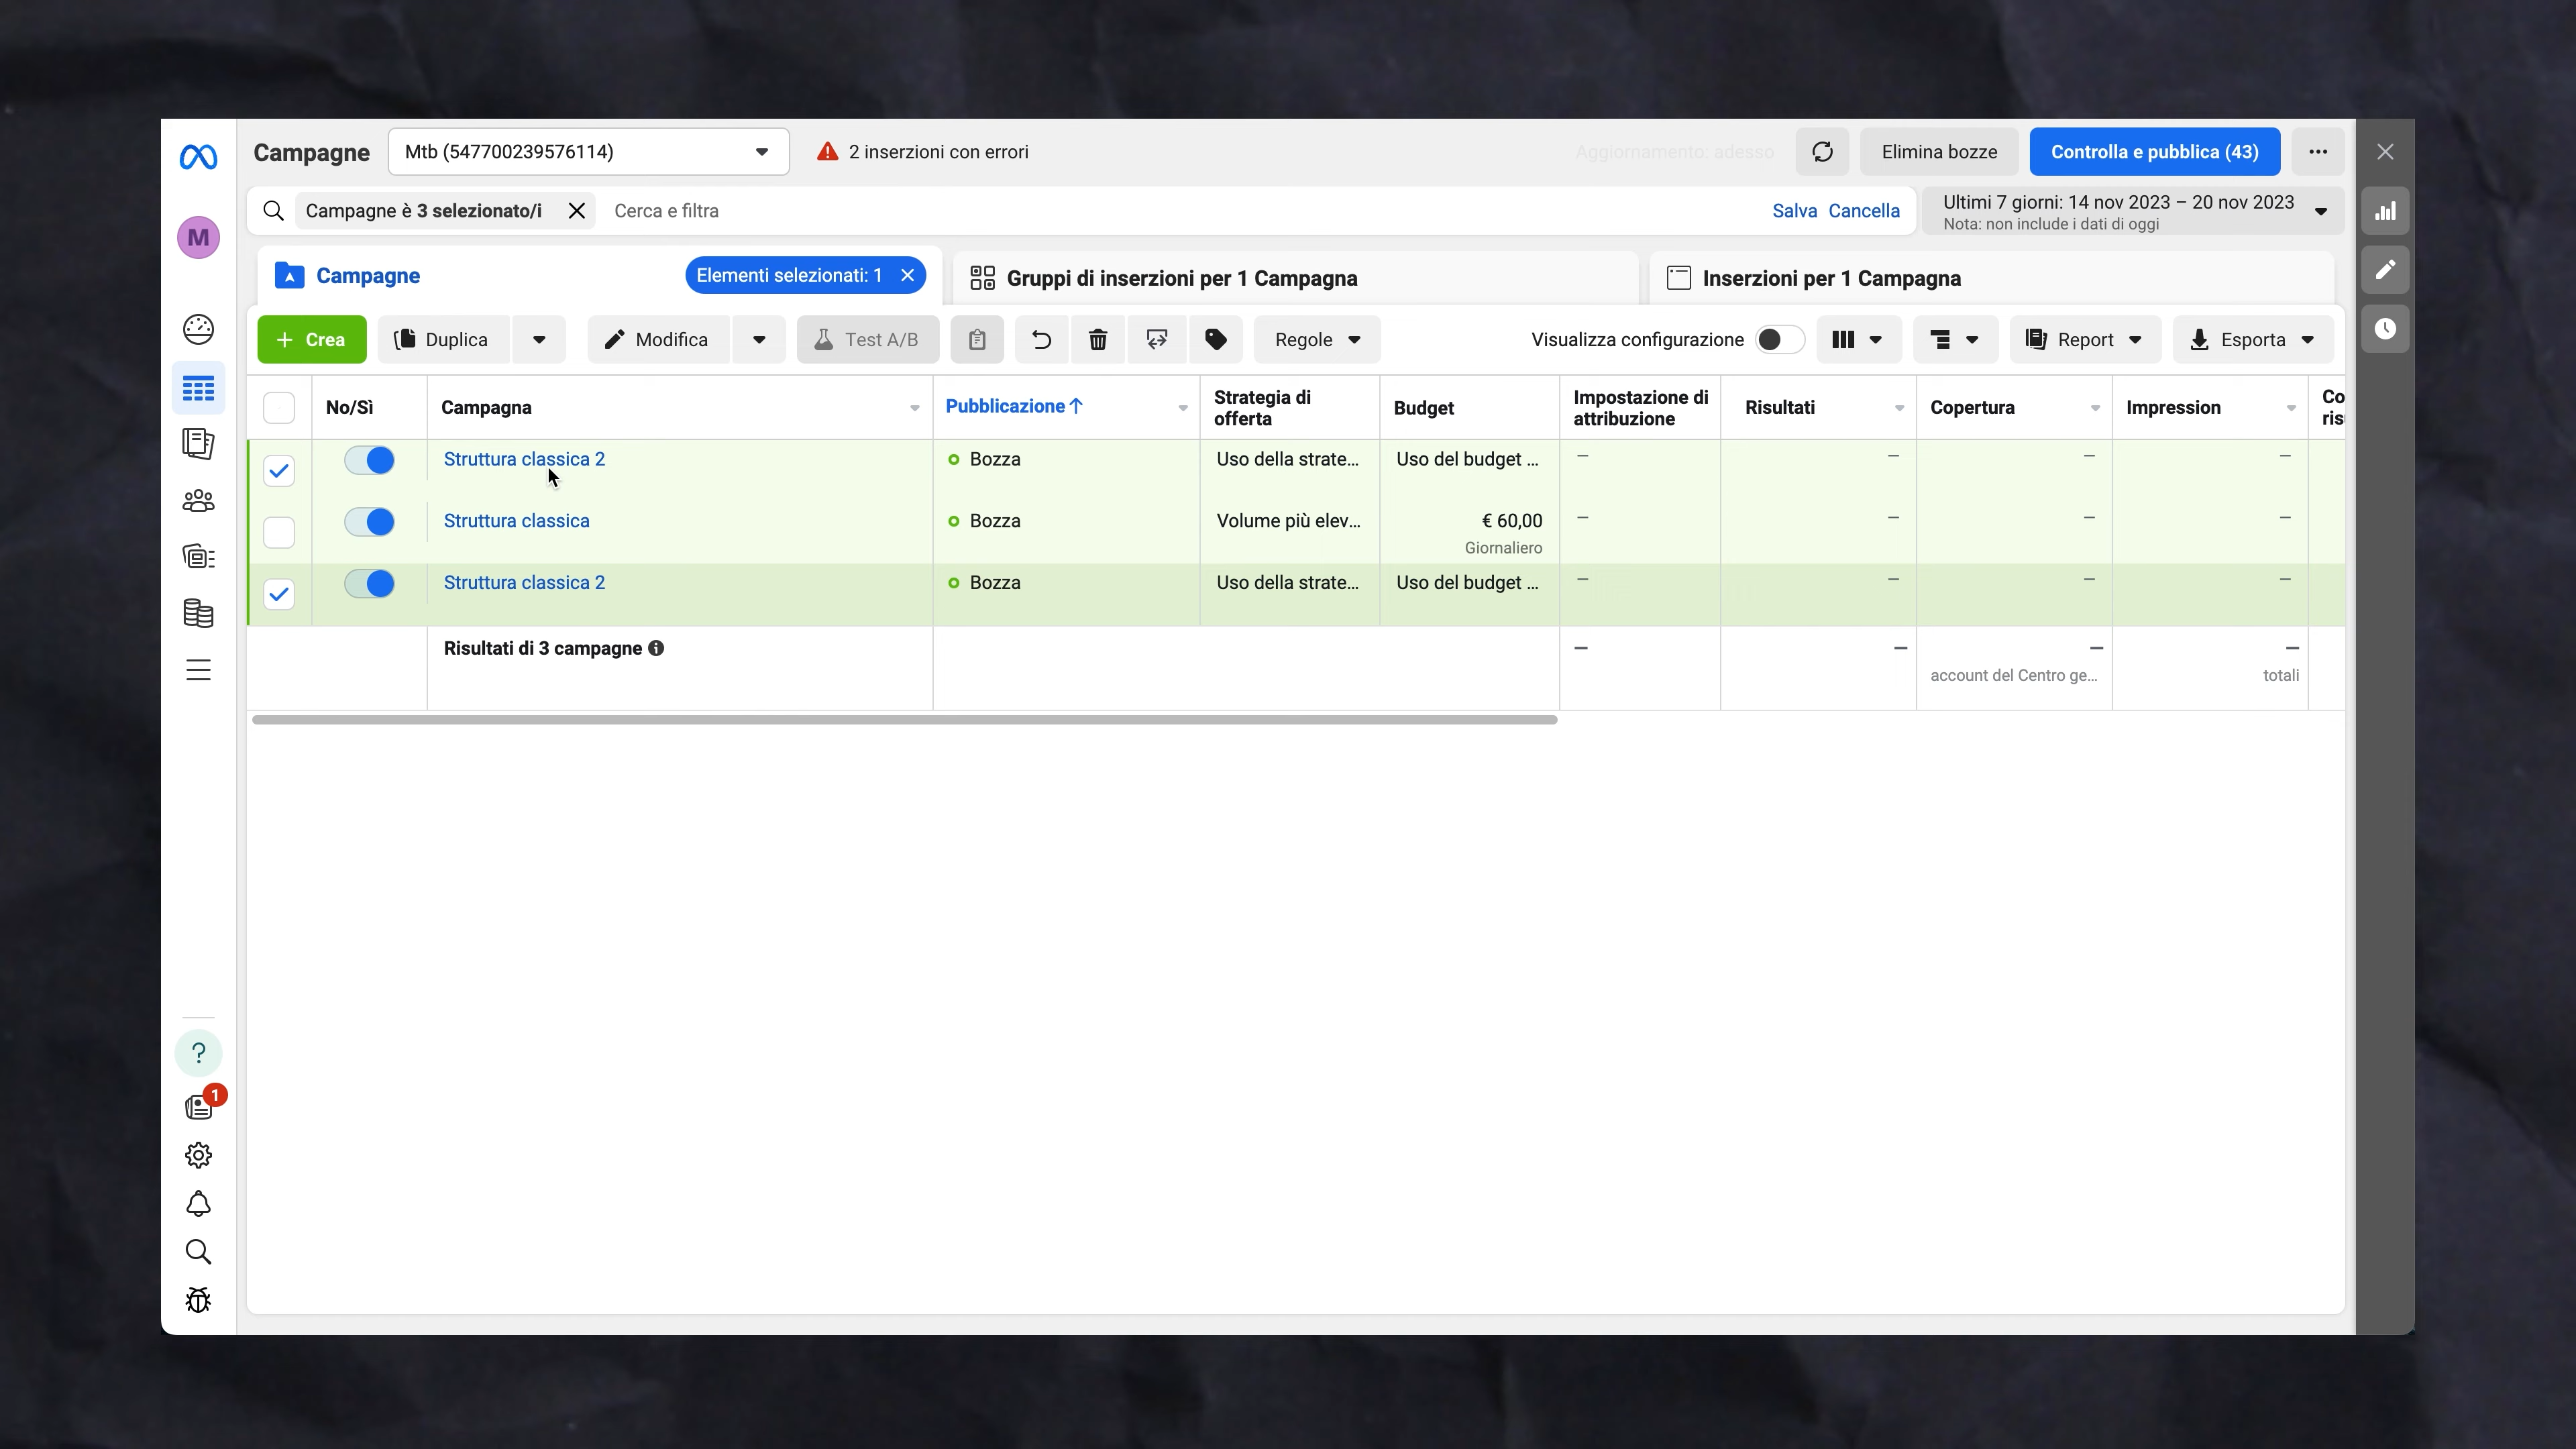 Campagne
Mtb (547700239576114)
2 inserzioni con errori
Aggiornamento: adesso
Elimina bozze
Controlla e pubblica (43)
Campagne è 3 selezionato/i
Cerca e filtra
Salva
Cancella
Ultimi 7 giorni: 14 nov 2023 – 20 nov 2023
Nota: non include i dati di oggi
M
Campagne
Elementi selezionati: 1
Gruppi di inserzioni per 1 Campagna
Inserzioni per 1 Campagna
+ Crea
Duplica
Modifica
Test A/B
Regole
Visualizza configurazione
Report
Esporta
No/Sì
Campagna
Pubblicazione ↑
Strategia di
offerta
Budget
Impostazione di
attribuzione
Risultati
Copertura
Impression
Co
ris
Struttura classica 2
Bozza
Uso della strate...
Uso del budget ...
—
—
—
—
Struttura classica
Bozza
Volume più elev...
€ 60,00
Giornaliero
—
—
—
—
Struttura classica 2
Bozza
Uso della strate...
Uso del budget ...
—
—
—
—
Risultati di 3 campagne
—
—
—
—
account del Centro ge...
totali
?
1